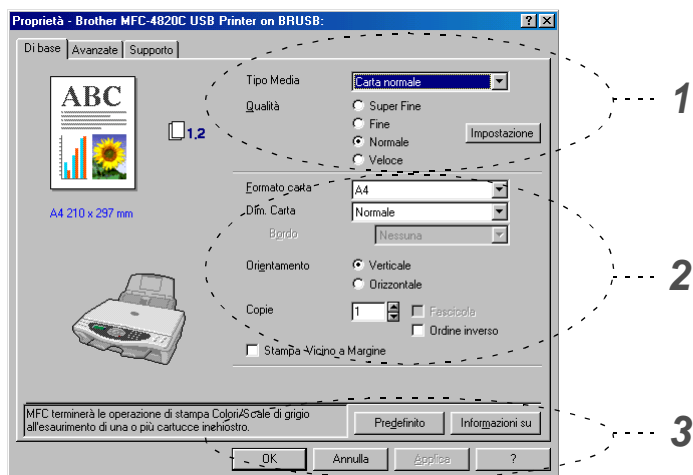 Proprietà - Brother MFC-4820C USB Printer on BRUSB:
Di base Avanzate Supporto
ABC
1.2
A4 210 x 297 mm
Tipo Media Carta normale
Qualità Super Fine
Fine
Normale
Veloce
Impostazione
1
Formato carta A4
Dim. Carta Normale
Bordo Nessuna
Orientamento Verticale
Orizzontale
2
Copie 1 Fascicola
Ordine inverso
Stampa Vicino a Margine
MFC terminerà le operazione di stampa Colori/Scale di grigio
all'esaurimento di una o più cartucce inchiostro.
Predefinito Informazioni su
3
OK Annulla Applica ?